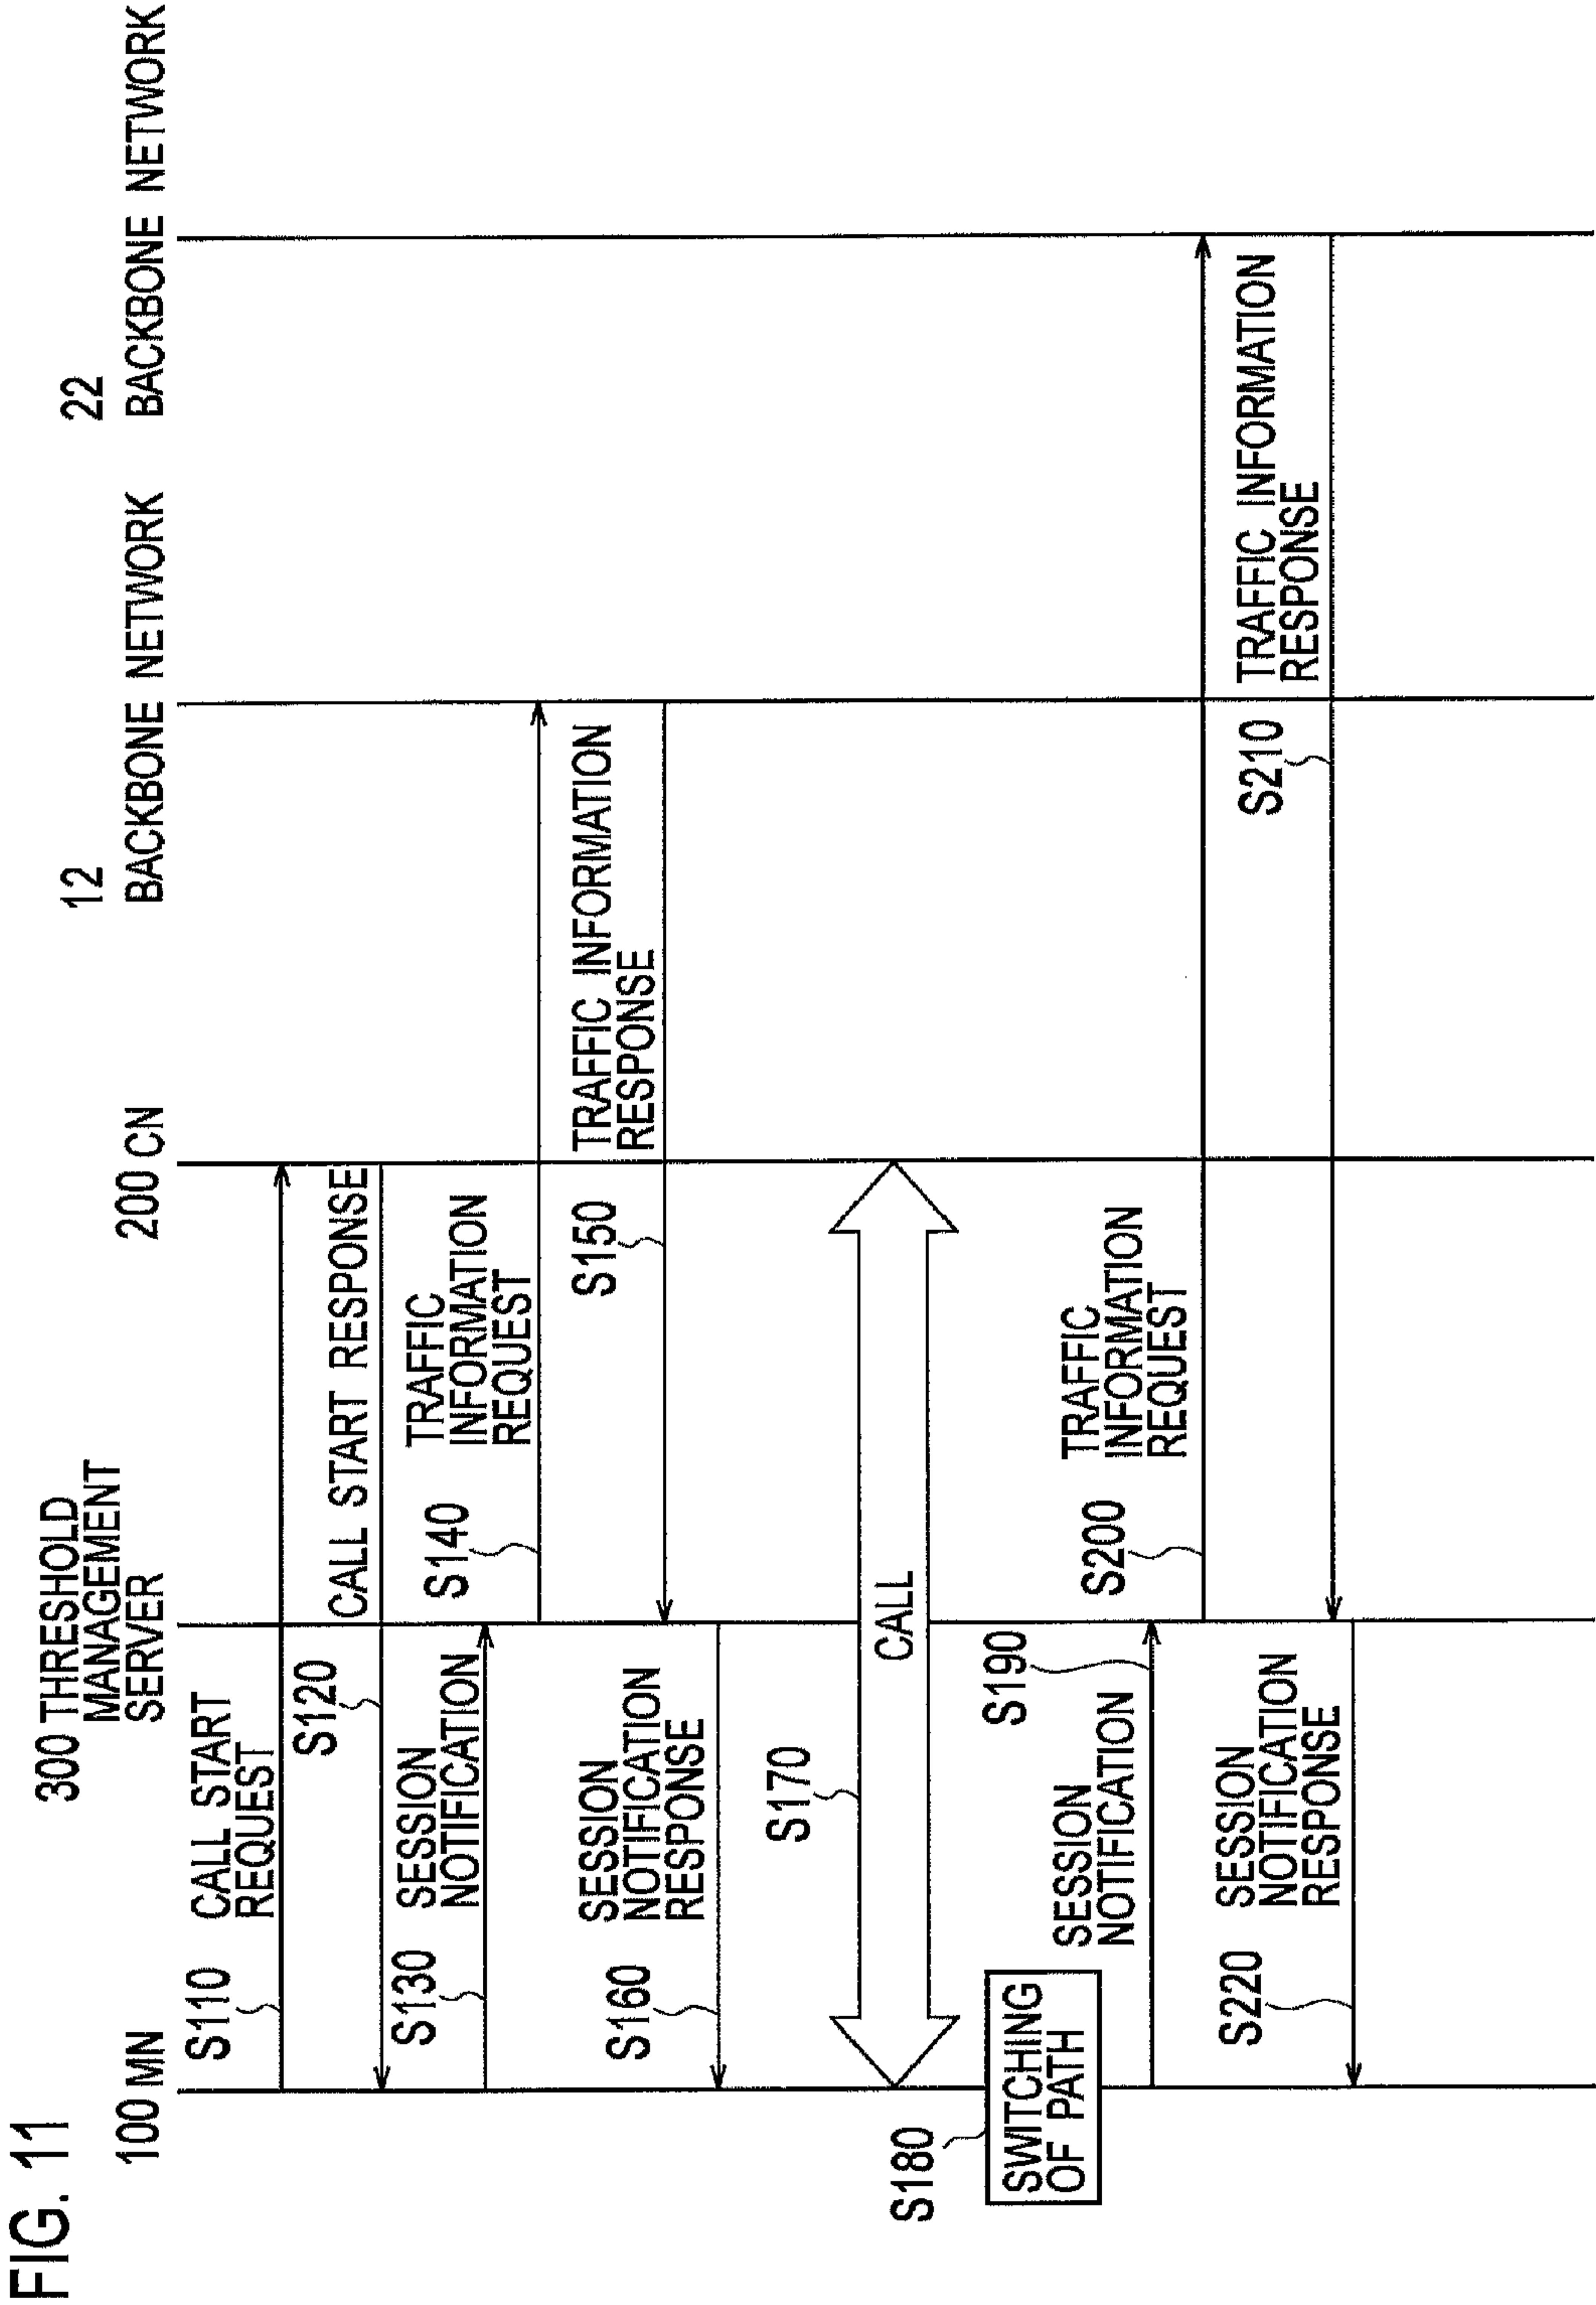 FIG. 11
100 MN
300 THRESHOLD
MANAGEMENT
SERVER
200 CN
12
BACKBONE NETWORK
22
BACKBONE NETWORK
S110
CALL START
REQUEST
S120
CALL START RESPONSE
S130
SESSION
NOTIFICATION
S140
TRAFFIC
INFORMATION
REQUEST
S150
TRAFFIC INFORMATION
RESPONSE
S160
SESSION
NOTIFICATION
RESPONSE
S170
CALL
S180
SWITCHING
OF PATH
S190
SESSION
NOTIFICATION
S200
TRAFFIC
INFORMATION
REQUEST
S210
TRAFFIC INFORMATION
RESPONSE
S220
SESSION
NOTIFICATION
RESPONSE